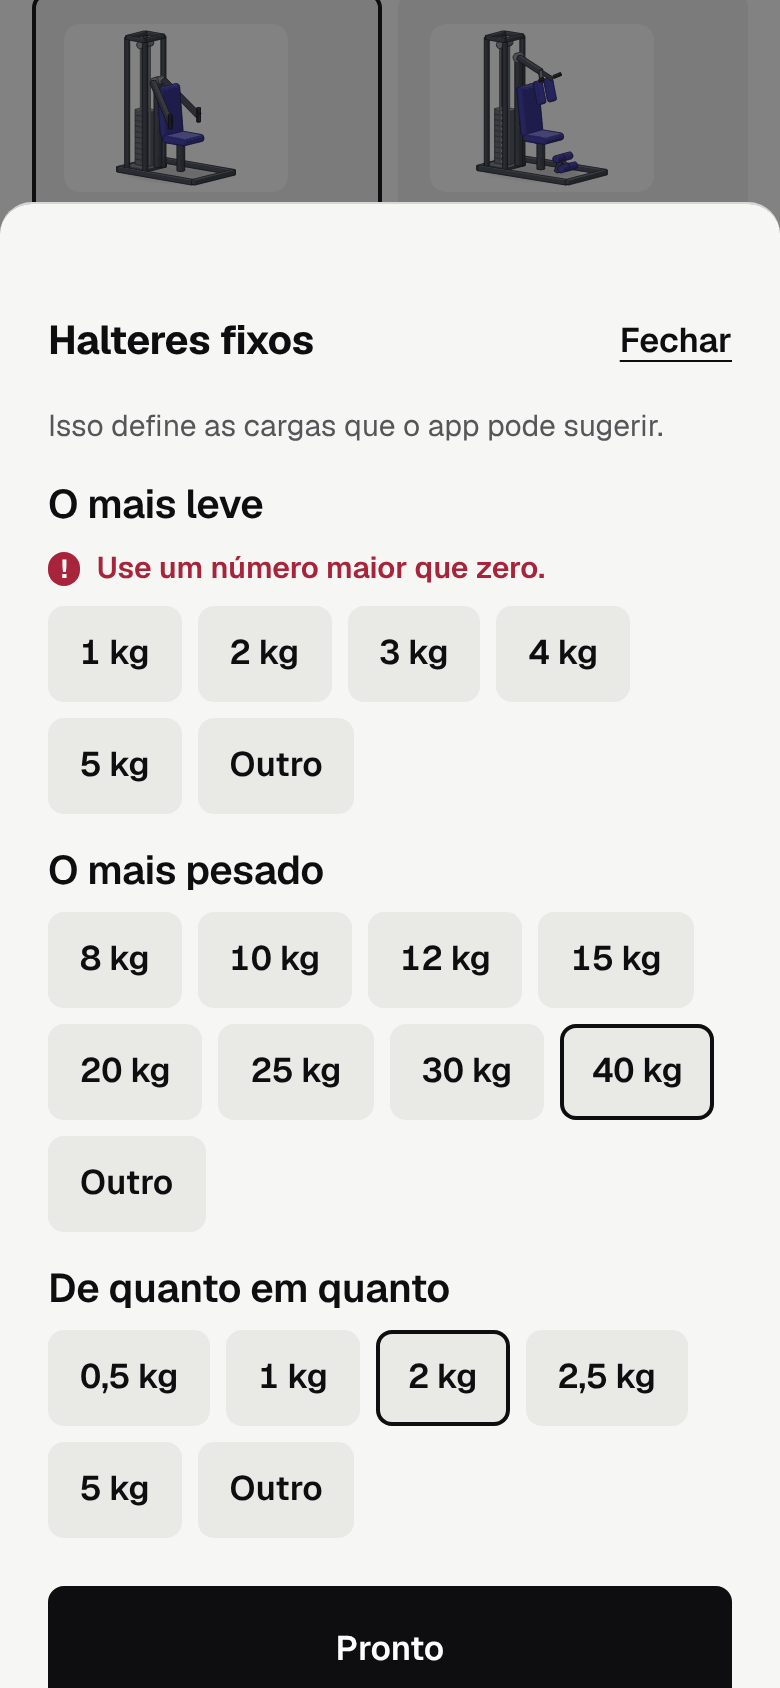 Halteres fixos
Fechar
Isso define as cargas que o app pode sugerir.
O mais leve
! Use um número maior que zero.
1 kg 2 kg 3 kg 4 kg
5 kg Outro
O mais pesado
8 kg 10 kg 12 kg 15 kg
20 kg 25 kg 30 kg 40 kg
Outro
De quanto em quanto
0,5 kg 1 kg 2 kg 2,5 kg
5 kg Outro
Pronto